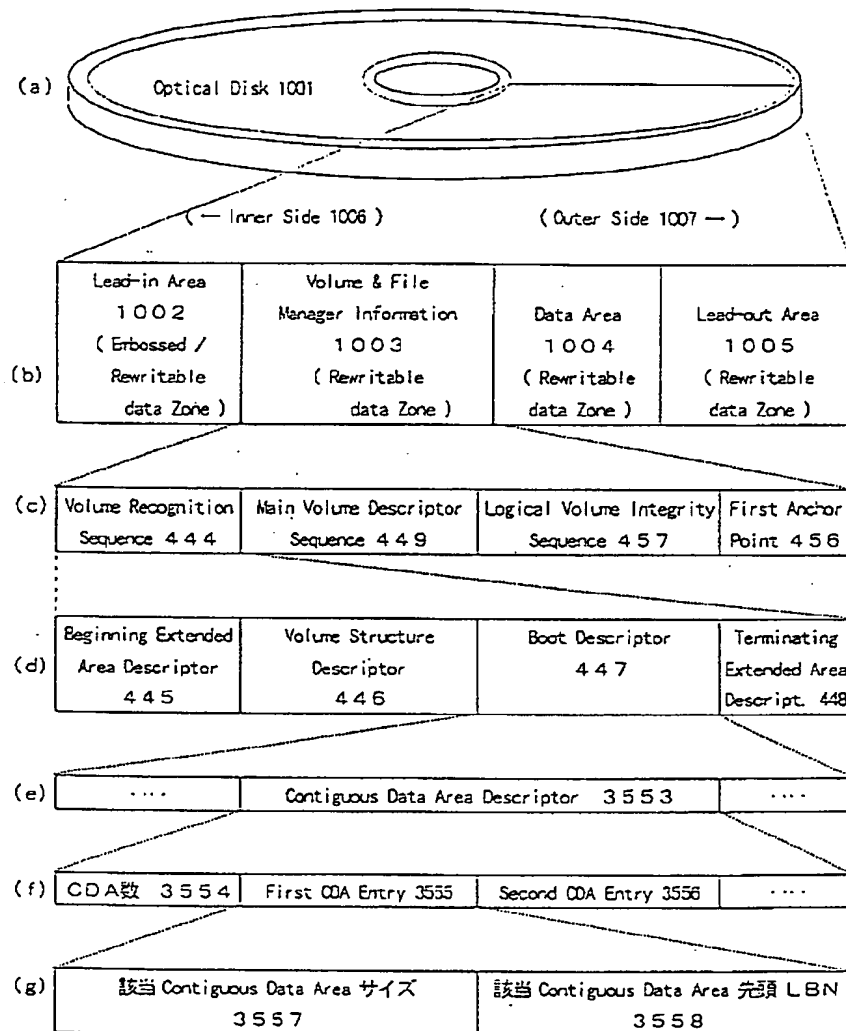 (a)
Optical Disk 1001
( ← Inner Side 1006 )
( Outer Side 1007 → )
(b)
Lead-in Area
1002
( Embossed /
Rewritable
data Zone )
Volume & File
Manager Information
1003
( Rewritable
data Zone )
Data Area
1004
( Rewritable
data Zone )
Lead-out Area
1005
( Rewritable
data Zone )
(c)
Volume Recognition
Sequence 444
Main Volume Descriptor
Sequence 449
Logical Volume Integrity
Sequence 457
First Anchor
Point 456
(d)
Beginning Extended
Area Descriptor
445
Volume Structure
Descriptor
446
Boot Descriptor
447
Terminating
Extended Area
Descript. 448
(e)
････
Contiguous Data Area Descriptor 3553
････
(f)
CDA数 3554
First CDA Entry 3555
Second CDA Entry 3556
････
(g)
該当 Contiguous Data Area サイズ
3557
該当 Contiguous Data Area 先頭 LBN
3558